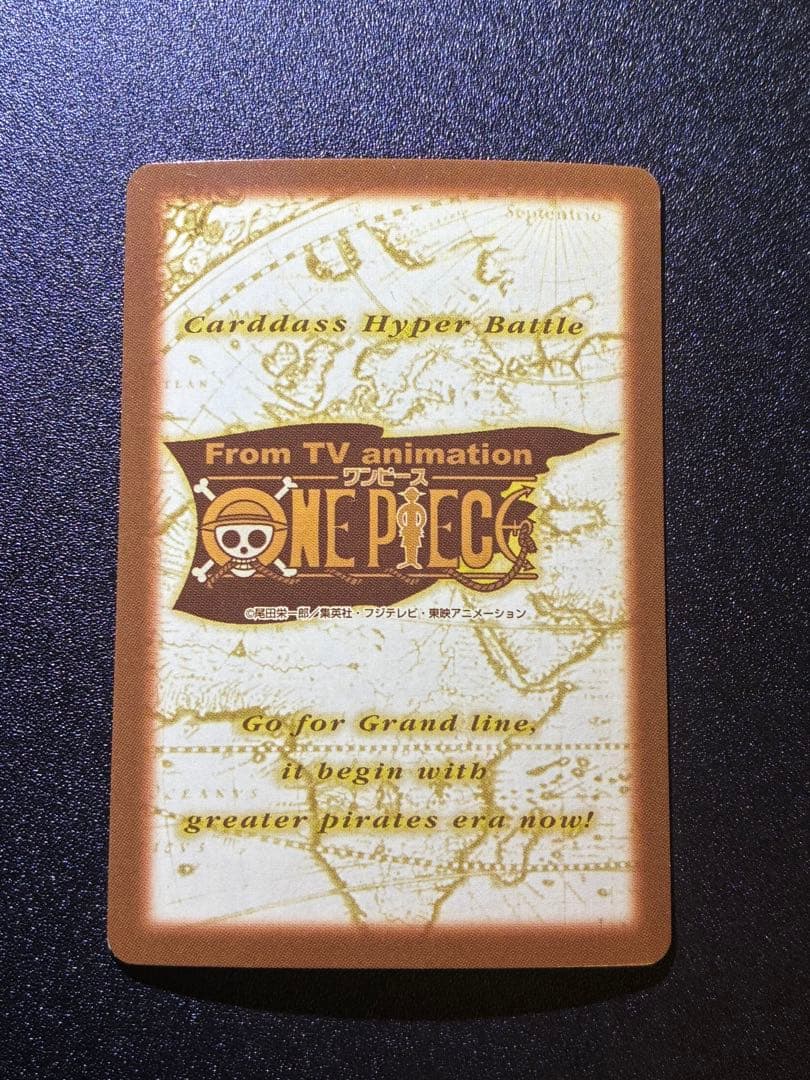 Septentrio
Carddass Hyper Battle
From TV animation
ワンピース
ONE PIECE
©尾田栄一郎／集英社・フジテレビ・東映アニメーション
Go for Grand line,
it begin with
greater pirates era now!